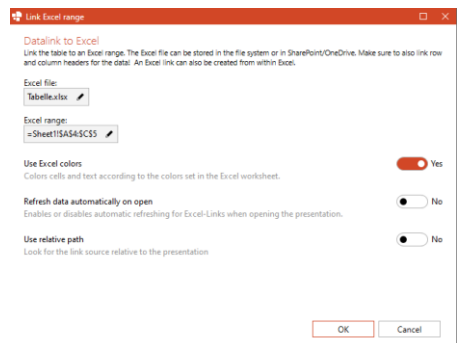 Link Excel range
Datalink to Excel
Link the table to an Excel range. The Excel file can be stored in the file system or in SharePoint/OneDrive. Make sure to also link row
and column headers for the data! An Excel link can also be created from within Excel.
Excel file:
Tabelle.xlsx
Excel range:
=Sheet1!$A$4:$C$5
Use Excel colors
Yes
Colors cells and text according to the colors set in the Excel worksheet.
Refresh data automatically on open
No
Enables or disables automatic refreshing for Excel-Links when opening the presentation.
Use relative path
No
Look for the link source relative to the presentation
OK
Cancel